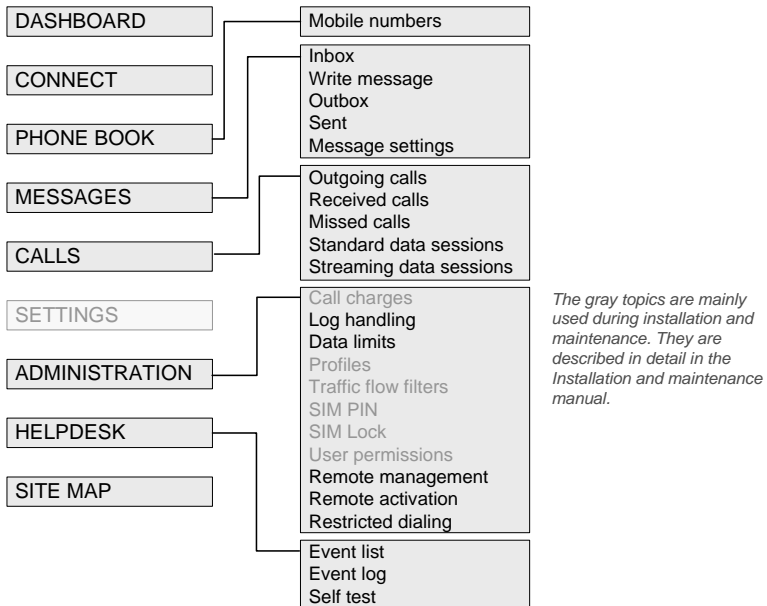 DASHBOARD
CONNECT
PHONE BOOK
MESSAGES
CALLS
SETTINGS
ADMINISTRATION
HELPDESK
SITE MAP
Mobile numbers
Inbox
Write message
Outbox
Sent
Message settings
Outgoing calls
Received calls
Missed calls
Standard data sessions
Streaming data sessions
Call charges
Log handling
Data limits
Profiles
Traffic flow filters
SIM PIN
SIM Lock
User permissions
Remote management
Remote activation
Restricted dialing
Event list
Event log
Self test
The gray topics are mainly
used during installation and
maintenance. They are
described in detail in the
Installation and maintenance
manual.